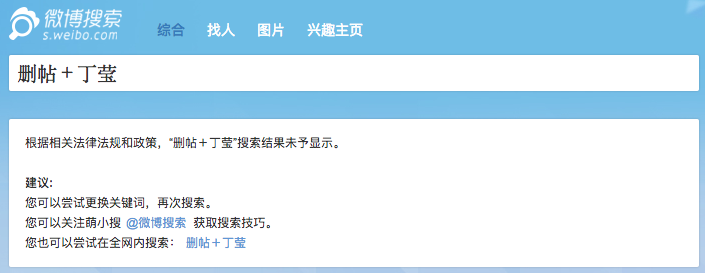 微博搜索
s.weibo.com
综合 找人 图片 兴趣主页
删帖＋丁莹
根据相关法律法规和政策，“删帖＋丁莹”搜索结果未予显示。
建议：
您可以尝试更换关键词，再次搜索。
您可以关注萌小搜 @微博搜索 获取搜索技巧。
您也可以尝试在全网内搜索： 删帖＋丁莹